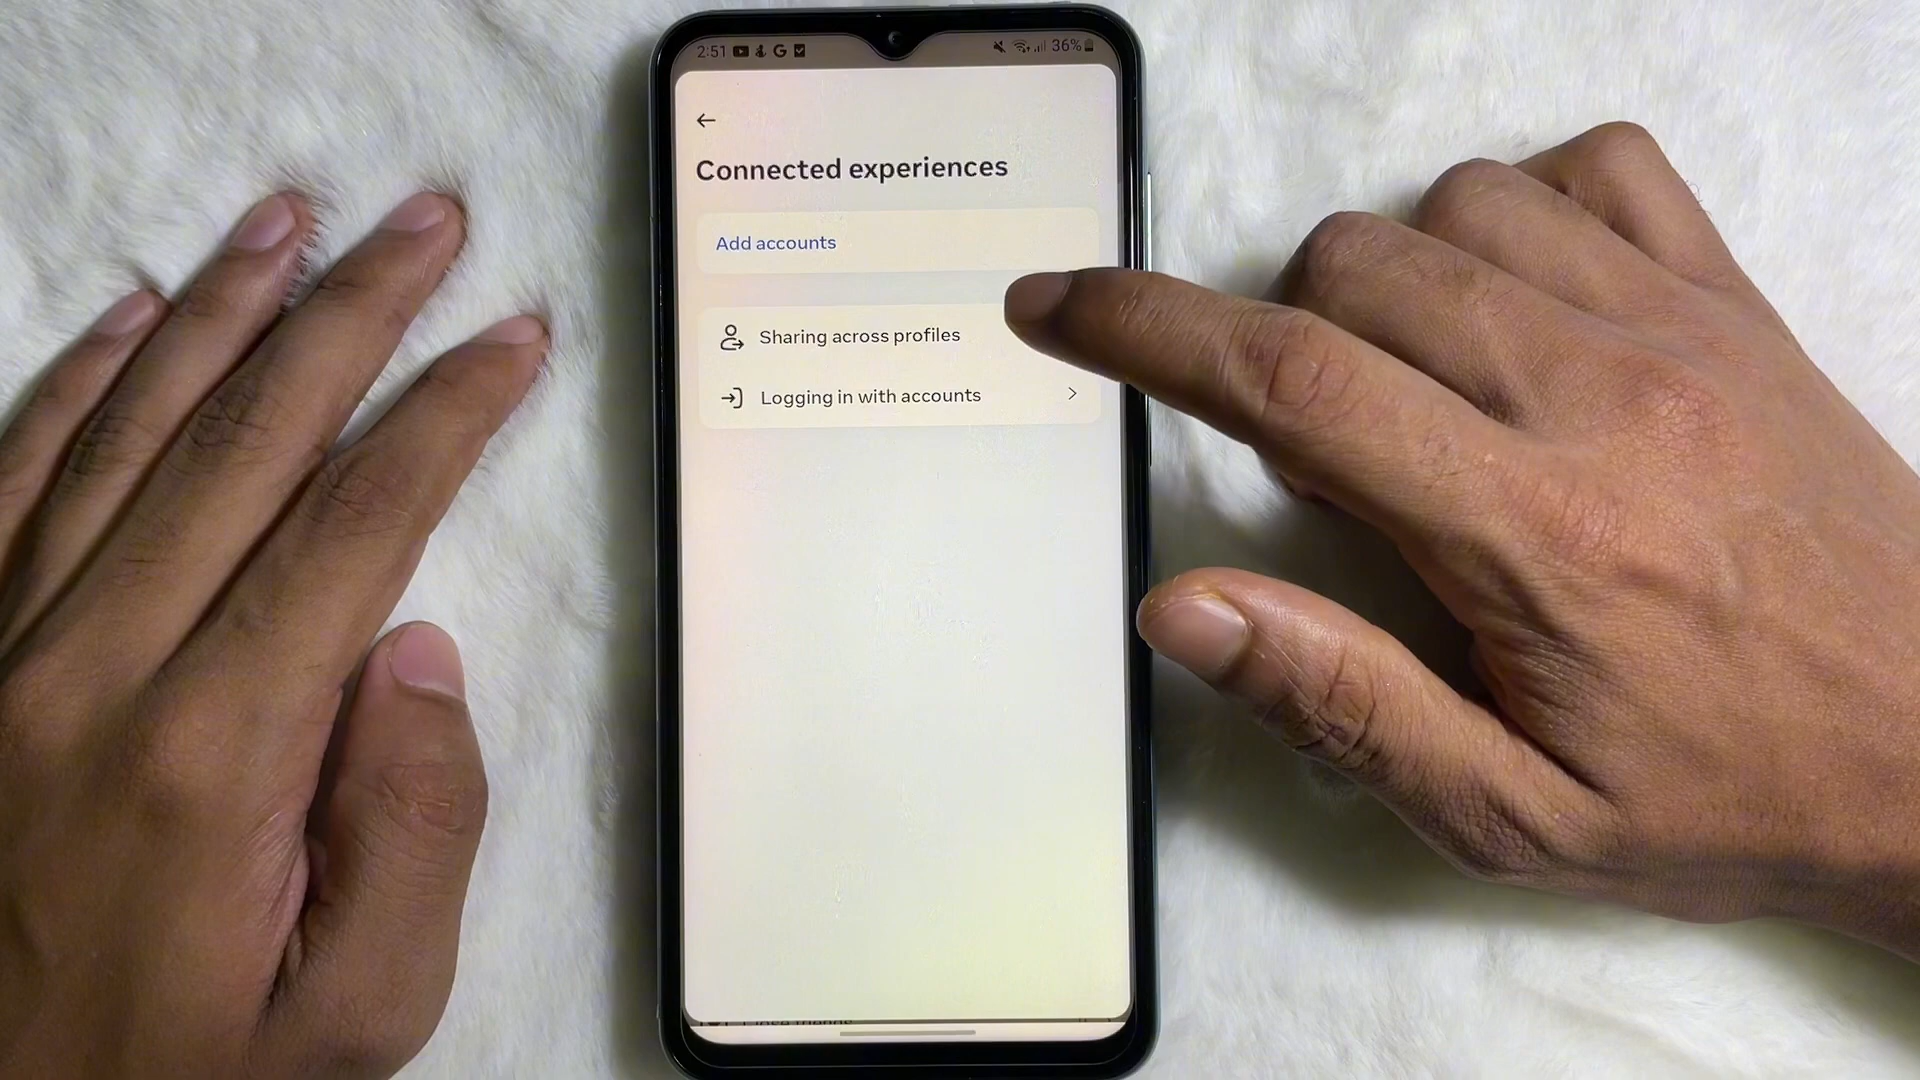 2:51 G 36%
Connected experiences
Add accounts
Sharing across profiles
Logging in with accounts